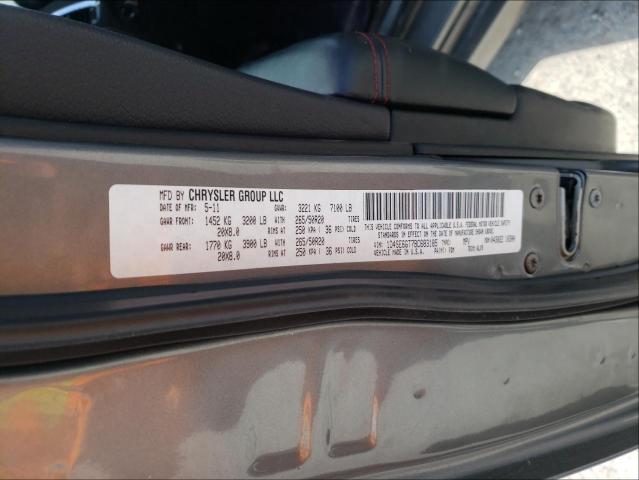 MFD BY CHRYSLER GROUP LLC
DATE OF MFR: 5-11 GVWR: 3221 KG 7100 LB
GAWR FRONT: 1452 KG 3200 LB WITH 265/50R20 TIRES
20X8.0 RIMS AT 250 KPA ( 36 PSI) COLD
GAWR REAR: 1770 KG 3900 LB WITH 265/50R20 TIRES
20X8.0 RIMS AT 250 KPA ( 36 PSI) COLD
THIS VEHICLE CONFORMS TO ALL APPLICABLE U.S.A. FEDERAL MOTOR VEHICLE SAFETY
STANDARDS IN EFFECT ON THE DATE OF MANUFACTURE SHOWN ABOVE.
VIN: TYPE: MPV
VEHICLE MADE IN U.S.A. PAINT: TRIM: